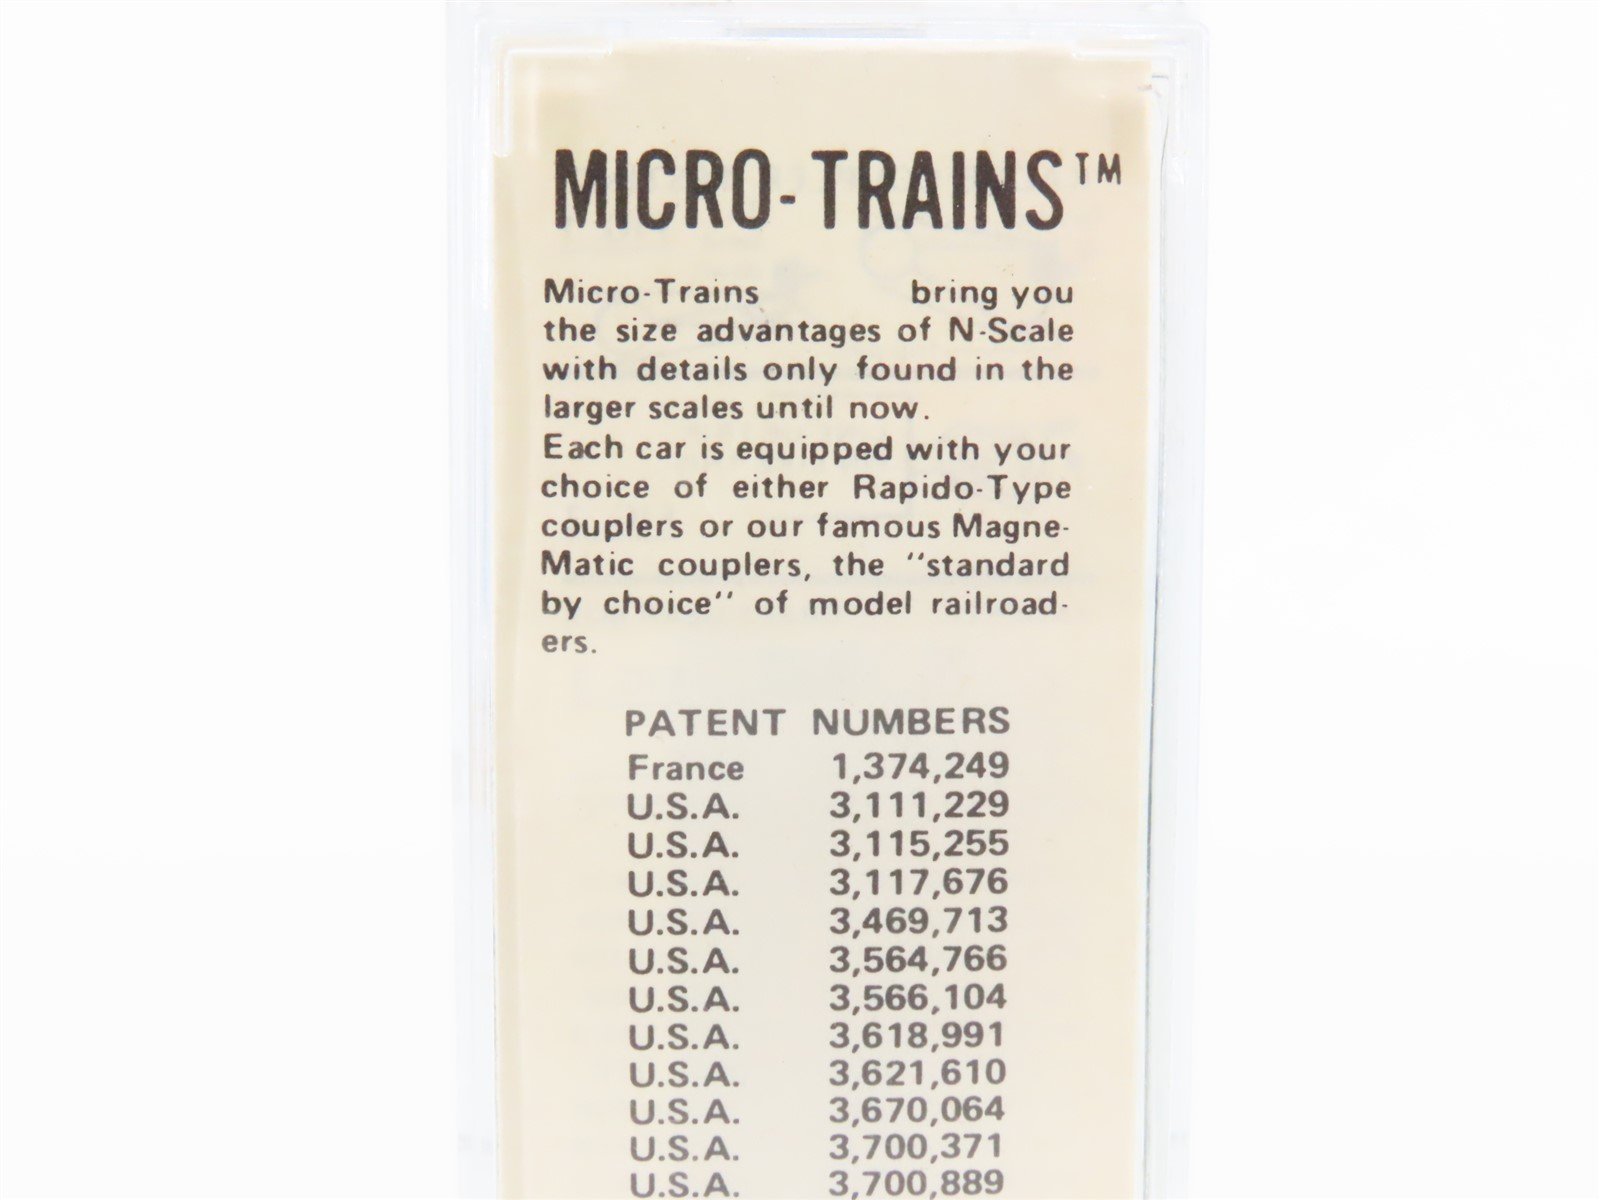 MICRO-TRAINS™
Micro-Trains bring you
the size advantages of N-Scale
with details only found in the
larger scales until now.
Each car is equipped with your
choice of either Rapido-Type
couplers or our famous Magne-
Matic couplers, the "standard
by choice" of model railroad-
ers.
PATENT NUMBERS
France 1,374,249
U.S.A. 3,111,229
U.S.A. 3,115,255
U.S.A. 3,117,676
U.S.A. 3,469,713
U.S.A. 3,564,766
U.S.A. 3,566,104
U.S.A. 3,618,991
U.S.A. 3,621,610
U.S.A. 3,670,064
U.S.A. 3,700,371
U.S.A. 3,700,889